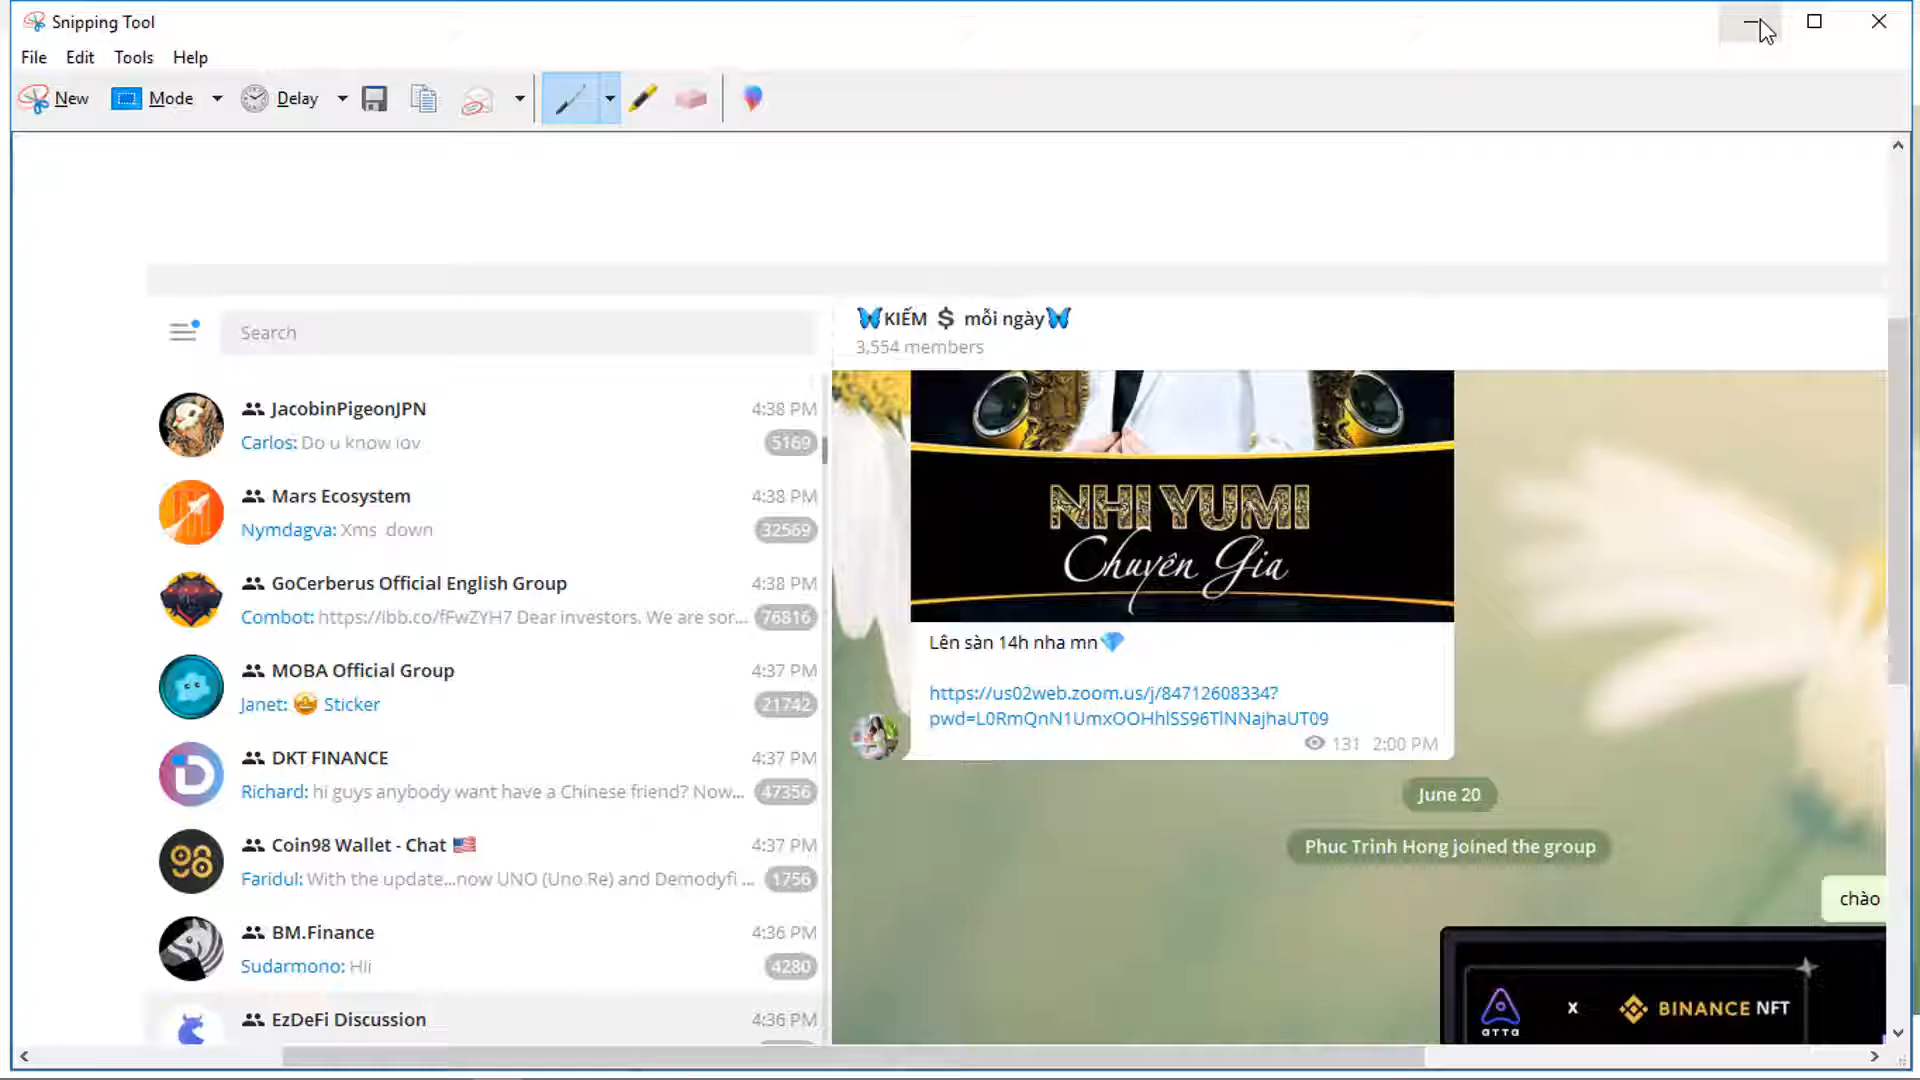 Snipping Tool
File Edit Tools Help
New Mode Delay
Search
JacobinPigeonJPN 4:38 PM
Carlos: Do u know iov 5169
Mars Ecosystem 4:38 PM
Nymdagva: Xms down 32569
GoCerberus Official English Group 4:38 PM
Combot: https://ibb.co/fFwZYH7 Dear investors. We are sor... 76816
MOBA Official Group 4:37 PM
Janet: 🤩 Sticker 21742
DKT FINANCE 4:37 PM
Richard: hi guys anybody want have a Chinese friend? Now... 47356
Coin98 Wallet - Chat 🇺🇸 4:37 PM
Faridul: With the update...now UNO (Uno Re) and Demodyfi ... 1756
BM.Finance 4:36 PM
Sudarmono: HIi 4280
EzDeFi Discussion 4:36 PM
🦋KIẾM 💲 mỗi ngày🦋
3,554 members
NHI YUMI
Chuyên Gia
Lên sàn 14h nha mn💎
https://us02web.zoom.us/j/84712608334?
pwd=L0RmQnN1UmxOOHhlSS96TlNNajhaUT09
131 2:00 PM
June 20
Phuc Trinh Hong joined the group
chào
ATTA x BINANCE NFT